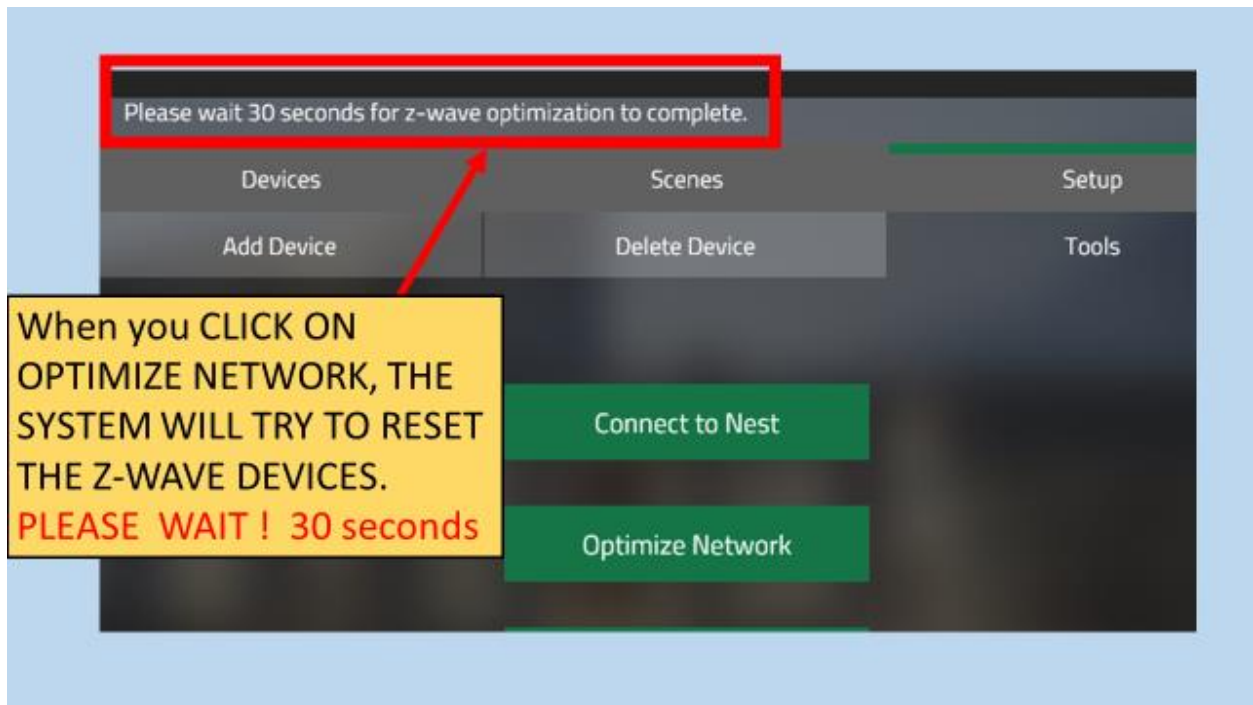 Please wait 30 seconds for z-wave optimization to complete.
Devices
Scenes
Setup
Add Device
Delete Device
Tools
When you CLICK ON
OPTIMIZE NETWORK, THE
SYSTEM WILL TRY TO RESET
THE Z-WAVE DEVICES.
PLEASE WAIT ! 30 seconds
Connect to Nest
Optimize Network